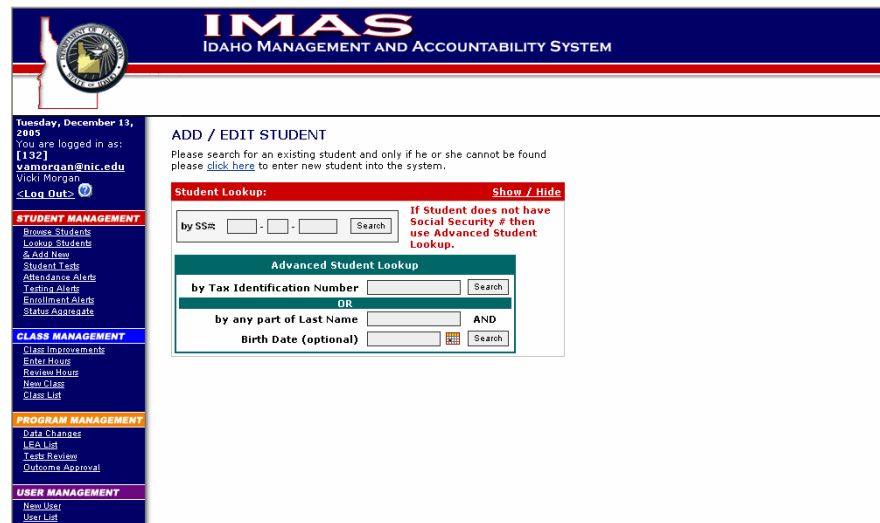 IMAS
IDAHO MANAGEMENT AND ACCOUNTABILITY SYSTEM
DEPARTMENT OF EDUCATION
STATE OF IDAHO
Tuesday, December 13,
2005
You are logged in as:
[132]
vamorgan@nic.edu
Vicki Morgan
<Log Out> ?
STUDENT MANAGEMENT
Browse Students
Lookup Students
& Add New
Student Tests
Attendance Alerts
Testing Alerts
Enrollment Alerts
Status Aggregate
CLASS MANAGEMENT
Class Improvements
Enter Hours
Review Hours
New Class
Class List
PROGRAM MANAGEMENT
Data Changes
LEA List
Tests Review
Outcome Approval
USER MANAGEMENT
New User
User List
ADD / EDIT STUDENT
Please search for an existing student and only if he or she cannot be found
please click here to enter new student into the system.
Student Lookup: Show / Hide
by SS#: - - Search
If Student does not have
Social Security # then
use Advanced Student
Lookup.
Advanced Student Lookup
by Tax Identification Number Search
OR
by any part of Last Name AND
Birth Date (optional) Search